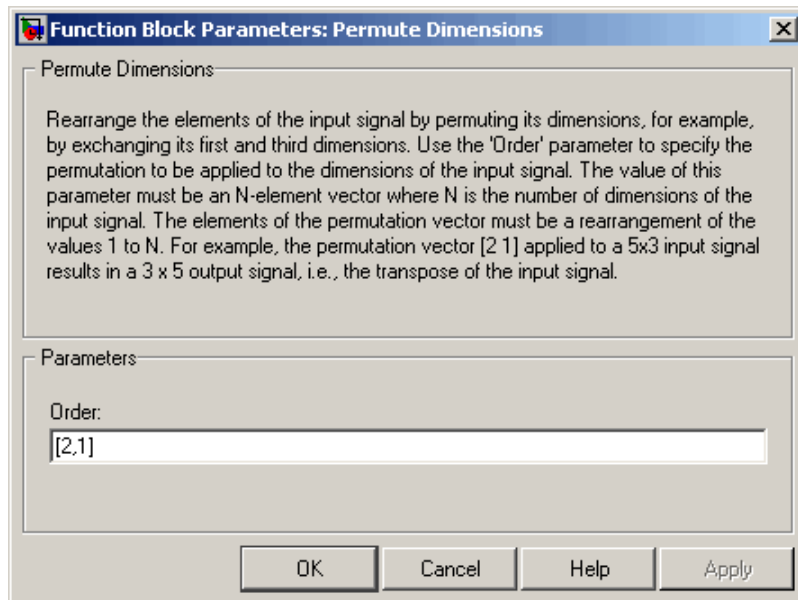 Function Block Parameters: Permute Dimensions
Permute Dimensions
Rearrange the elements of the input signal by permuting its dimensions, for example,
by exchanging its first and third dimensions. Use the 'Order' parameter to specify the
permutation to be applied to the dimensions of the input signal. The value of this
parameter must be an N-element vector where N is the number of dimensions of the
input signal. The elements of the permutation vector must be a rearrangement of the
values 1 to N. For example, the permutation vector [2 1] applied to a 5x3 input signal
results in a 3 x 5 output signal, i.e., the transpose of the input signal.
Parameters
Order:
[2,1]
OK Cancel Help Apply